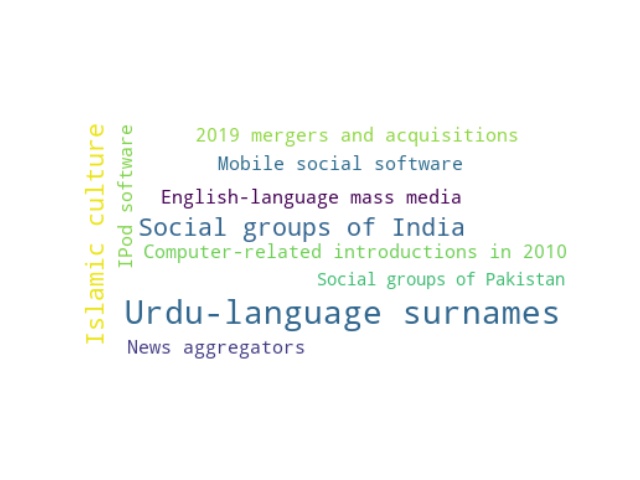 Islamic culture
IPod software
2019 mergers and acquisitions
Mobile social software
English-language mass media
Social groups of India
Computer-related introductions in 2010
Social groups of Pakistan
Urdu-language surnames
News aggregators